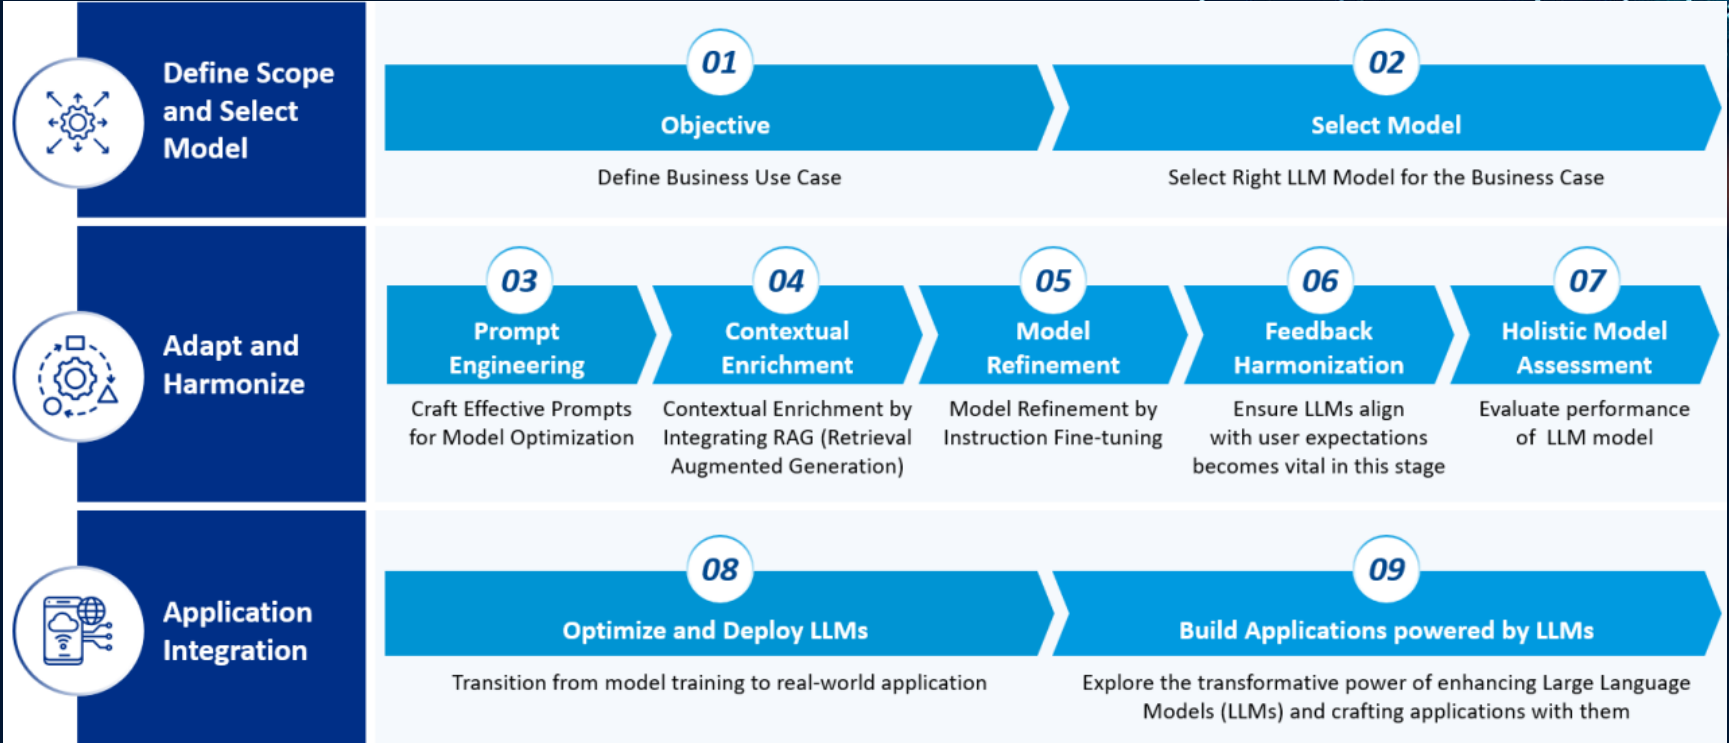 Define Scope
and Select
Model
01
Objective
Define Business Use Case
02
Select Model
Select Right LLM Model for the Business Case
Adapt and
Harmonize
03
Prompt
Engineering
Craft Effective Prompts
for Model Optimization
04
Contextual
Enrichment
Contextual Enrichment by
Integrating RAG (Retrieval
Augmented Generation)
05
Model
Refinement
Model Refinement by
Instruction Fine-tuning
06
Feedback
Harmonization
Ensure LLMs align
with user expectations
becomes vital in this stage
07
Holistic Model
Assessment
Evaluate performance
of LLM model
Application
Integration
08
Optimize and Deploy LLMs
Transition from model training to real-world application
09
Build Applications powered by LLMs
Explore the transformative power of enhancing Large Language
Models (LLMs) and crafting applications with them